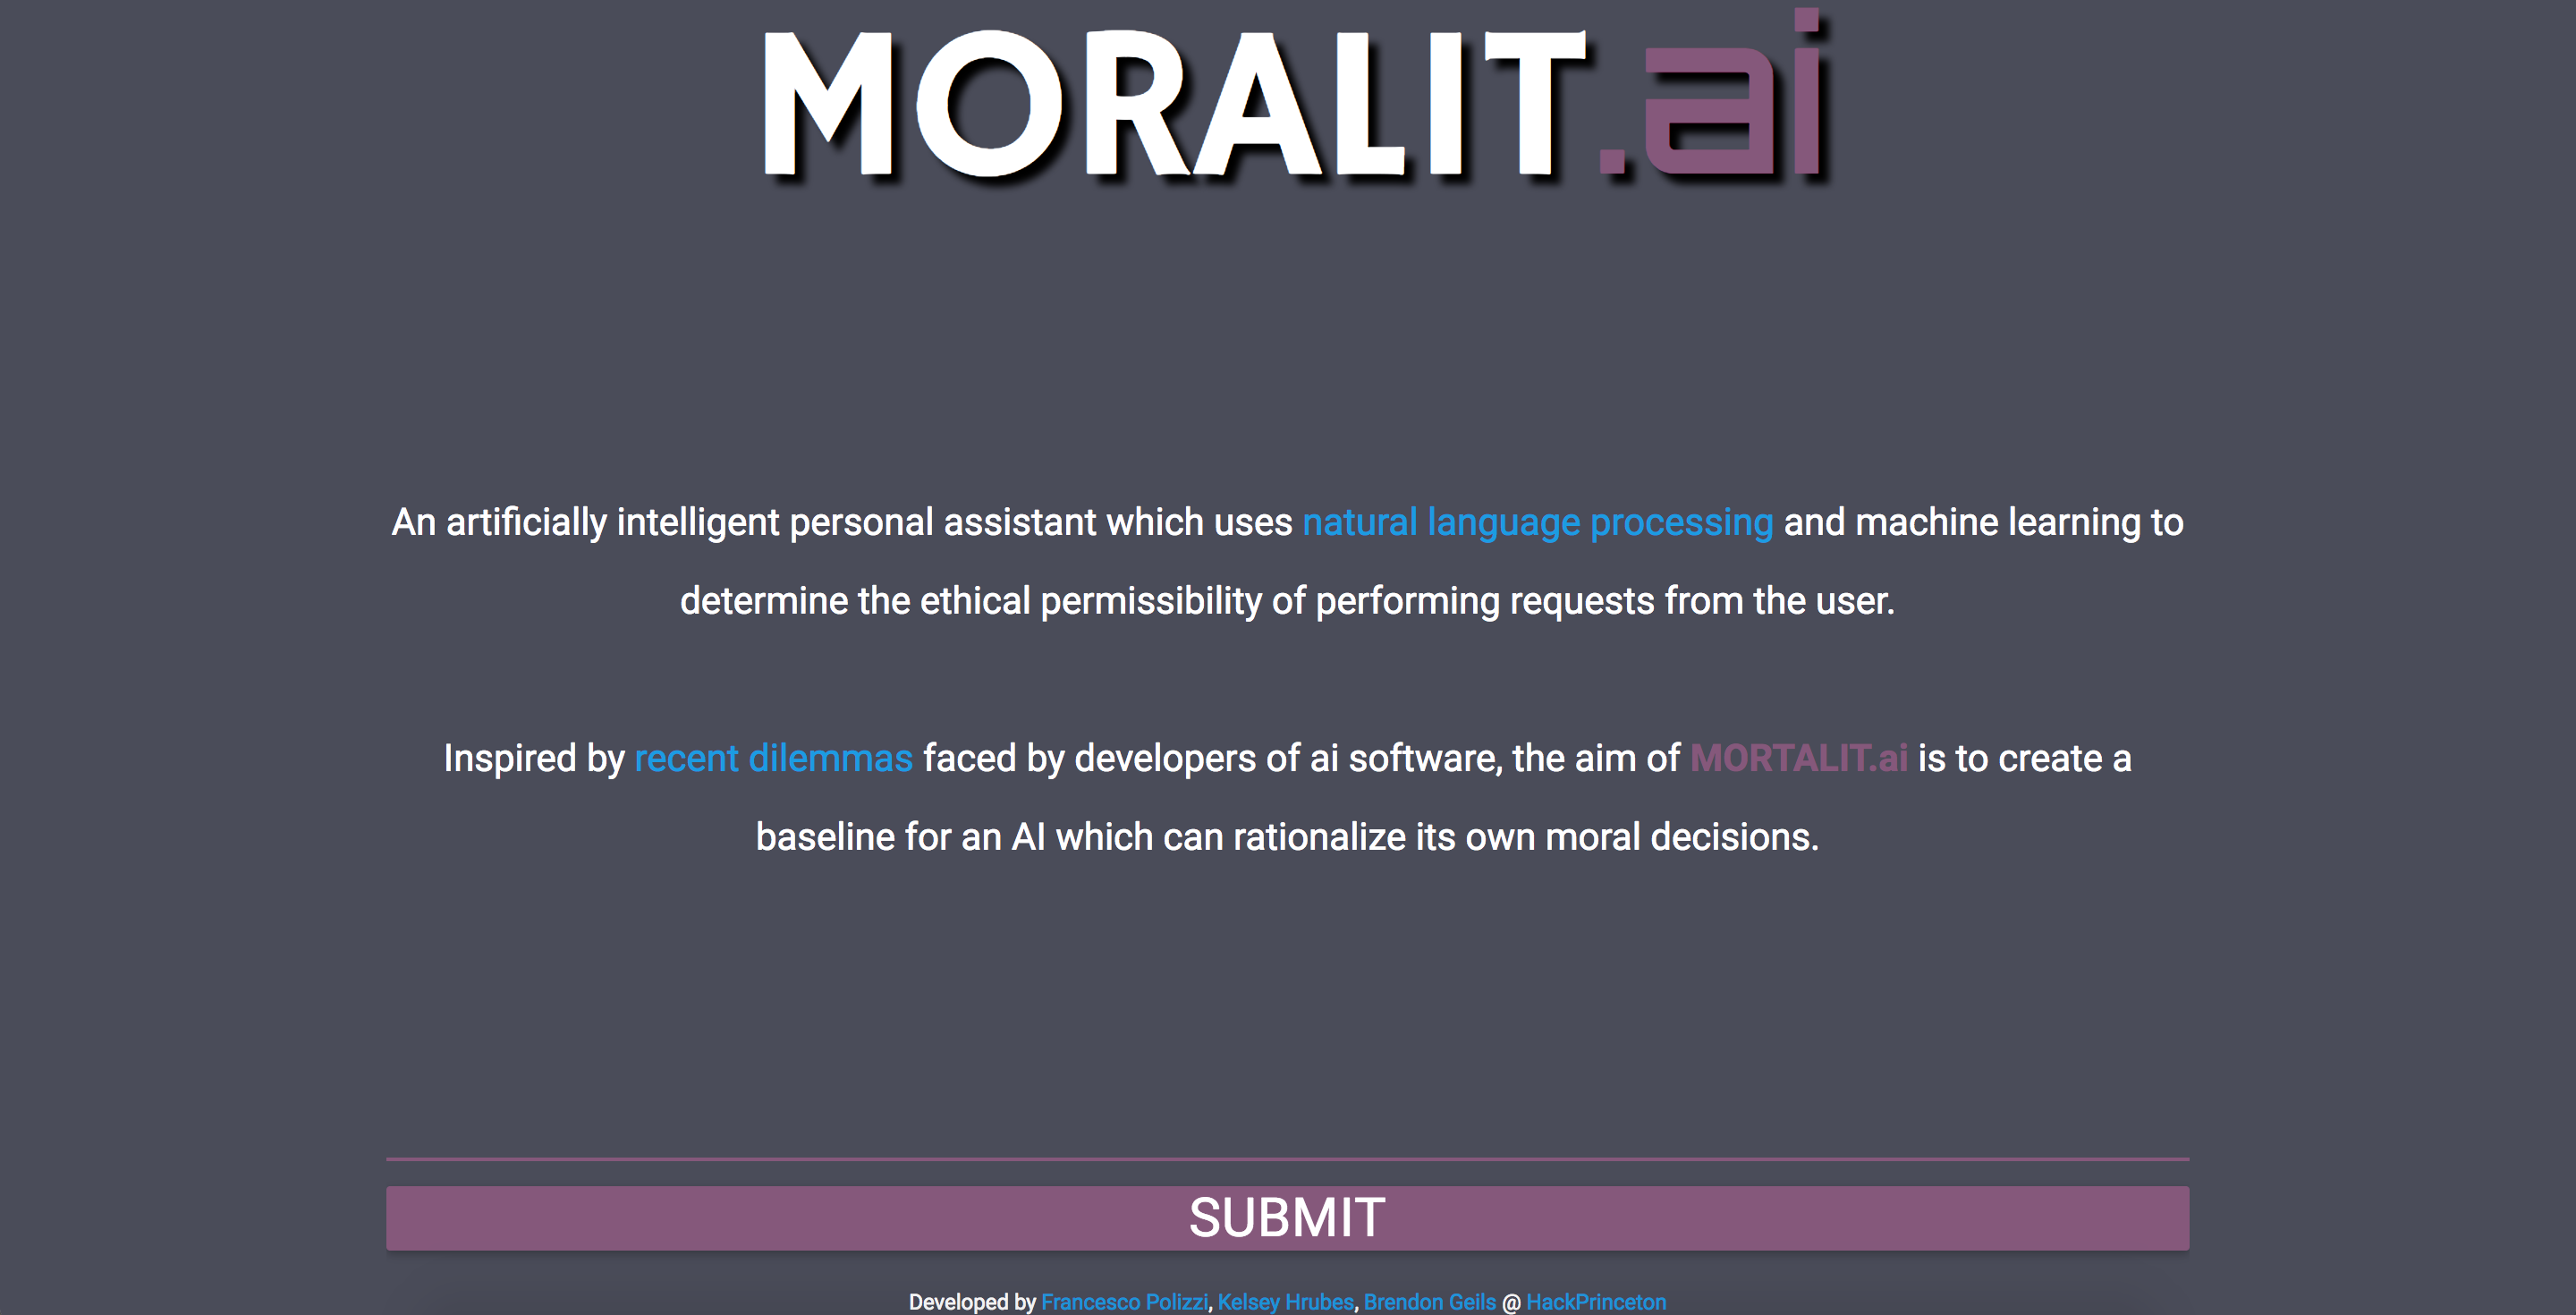 MORALIT.ai
An artificially intelligent personal assistant which uses natural language processing and machine learning to
determine the ethical permissibility of performing requests from the user.
Inspired by recent dilemmas faced by developers of ai software, the aim of MORTALIT.ai is to create a
baseline for an AI which can rationalize its own moral decisions.
SUBMIT
Developed by Francesco Polizzi, Kelsey Hrubes, Brendon Geils @ HackPrinceton